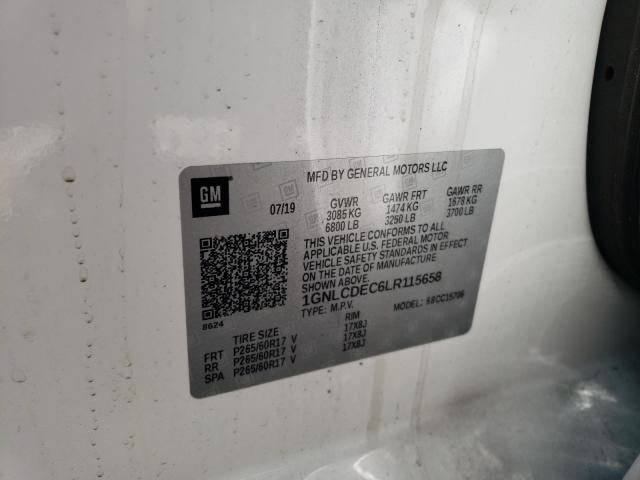 GM
MFD BY GENERAL MOTORS LLC
07/19 GVWR GAWR FRT GAWR RR
3085 KG 1474 KG 1678 KG
6800 LB 3250 LB 3700 LB
THIS VEHICLE CONFORMS TO ALL
APPLICABLE U.S. FEDERAL MOTOR
VEHICLE SAFETY STANDARDS IN EFFECT
ON THE DATE OF MANUFACTURE
SHOWN ABOVE.
1GNLCDEC6LR115658
TYPE: M.P.V. MODEL: 68CC15706
8624
TIRE SIZE RIM
FRT P265/60R17 V 17X8J
RR P265/60R17 V 17X8J
SPA P265/60R17 V 17X8J